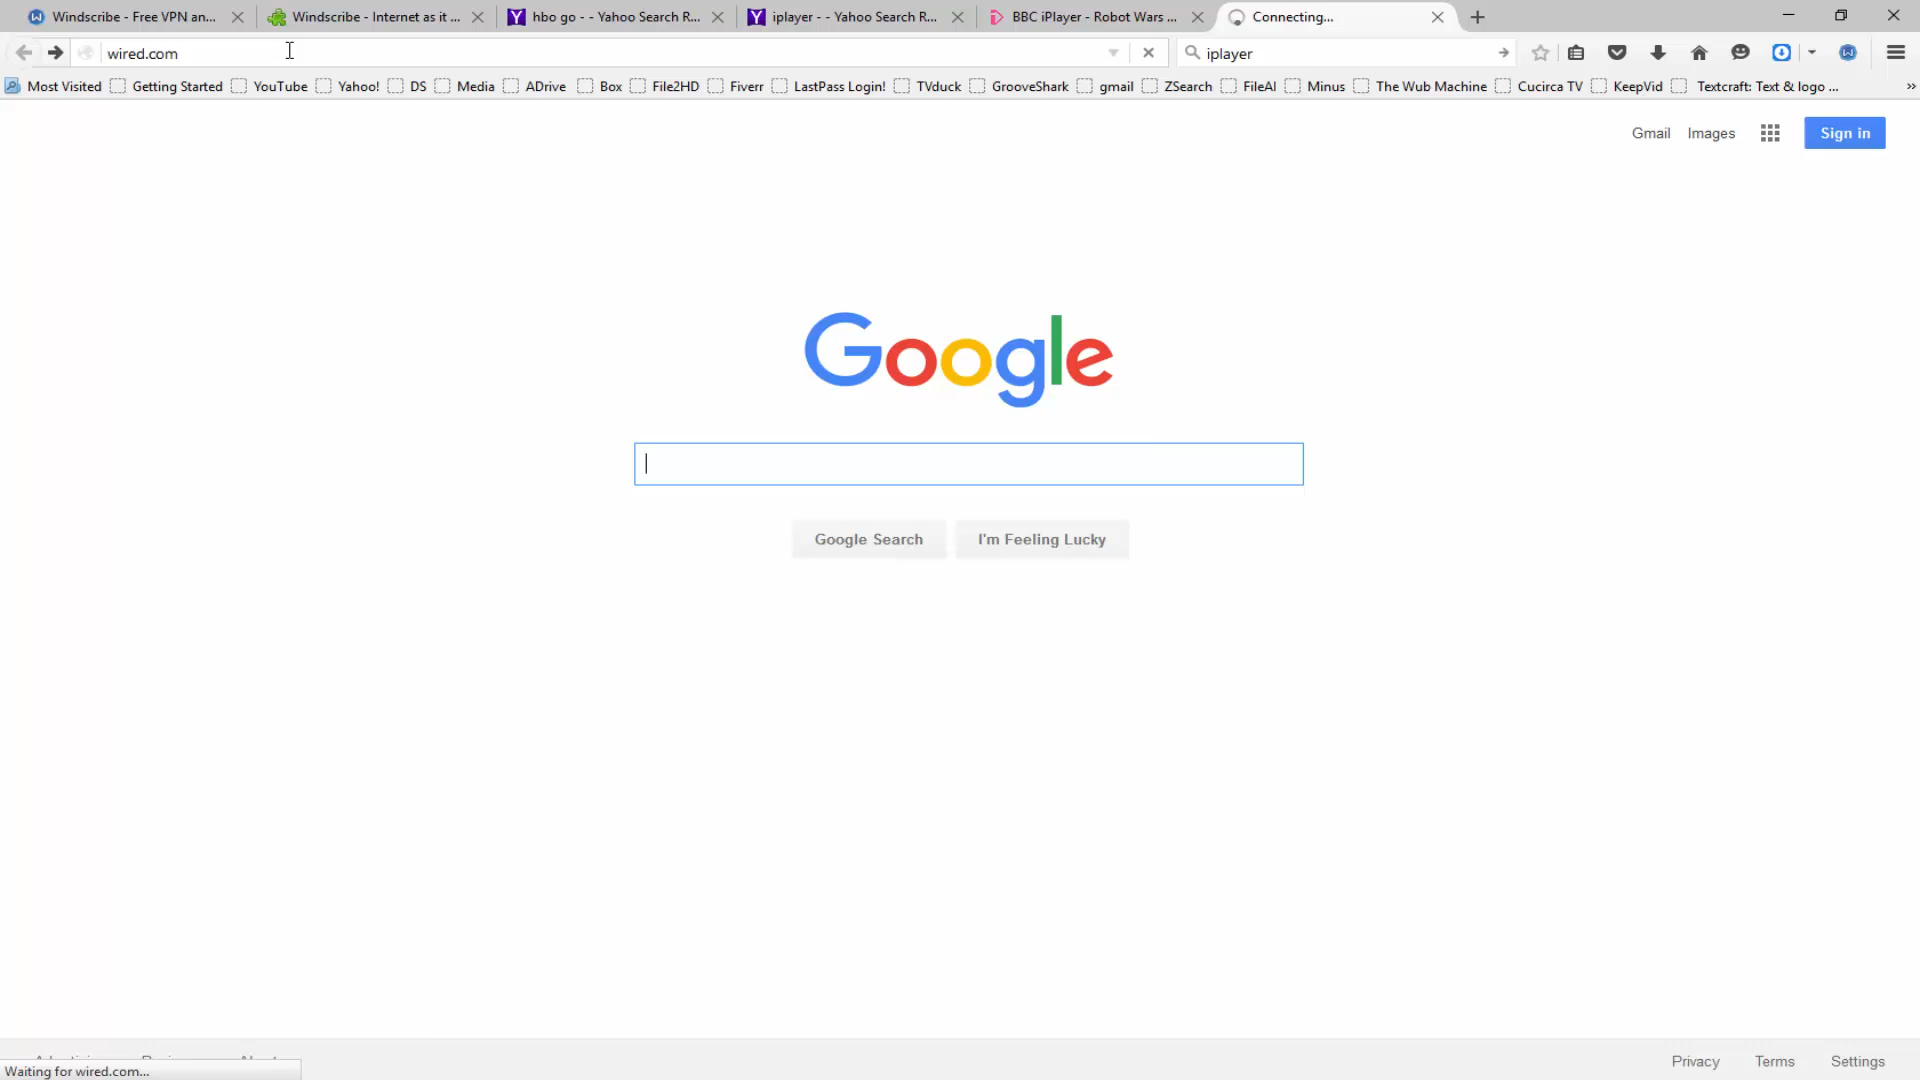 Windscribe - Free VPN an...
Windscribe - Internet as it ...
hbo go - - Yahoo Search R...
iplayer - - Yahoo Search R...
BBC iPlayer - Robot Wars ...
Connecting...
wired.com
iplayer
Most Visited
Getting Started
YouTube
Yahoo!
DS
Media
ADrive
Box
File2HD
Fiverr
LastPass Login!
TVduck
GrooveShark
gmail
ZSearch
FileAI
Minus
The Wub Machine
Cucirca TV
KeepVid
Textcraft: Text & logo ...
Gmail
Images
Sign in
Google
Google Search
I'm Feeling Lucky
Privacy
Terms
Settings
Waiting for wired.com...